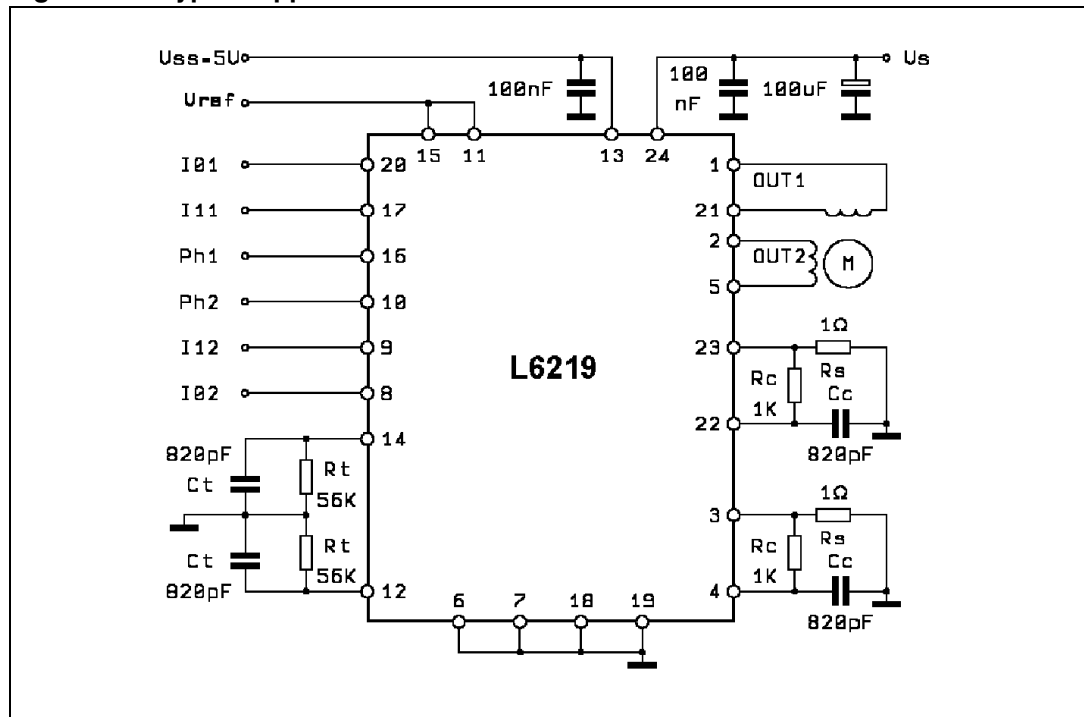 Vss=5V
100nF
100
nF
100uF
Vs
Vref
15
11
13
24
I01
20
1
OUT1
I11
17
21
Ph1
16
2
OUT2
M
Ph2
10
5
I12
9
L6219
23
1Ω
Rs
Rc
1K
Cc
I02
8
22
820pF
14
820pF
Ct
Rt
56K
3
1Ω
Rs
Ct
Rt
56K
Rc
1K
Cc
820pF
12
4
820pF
6
7
18
19